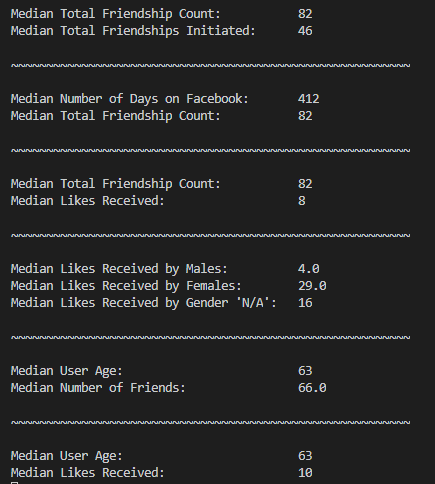 Median Total Friendship Count: 82
Median Total Friendships Initiated: 46
~~~~~~~~~~~~~~~~~~~~~~~~~~~~~~~~~~~~~~~~~~~~~~~~~~~~~~~~~
Median Number of Days on Facebook: 412
Median Total Friendship Count: 82
~~~~~~~~~~~~~~~~~~~~~~~~~~~~~~~~~~~~~~~~~~~~~~~~~~~~~~~~~
Median Total Friendship Count: 82
Median Likes Received: 8
~~~~~~~~~~~~~~~~~~~~~~~~~~~~~~~~~~~~~~~~~~~~~~~~~~~~~~~~~
Median Likes Received by Males: 4.0
Median Likes Received by Females: 29.0
Median Likes Received by Gender 'N/A': 16
~~~~~~~~~~~~~~~~~~~~~~~~~~~~~~~~~~~~~~~~~~~~~~~~~~~~~~~~~
Median User Age: 63
Median Number of Friends: 66.0
~~~~~~~~~~~~~~~~~~~~~~~~~~~~~~~~~~~~~~~~~~~~~~~~~~~~~~~~~
Median User Age: 63
Median Likes Received: 10